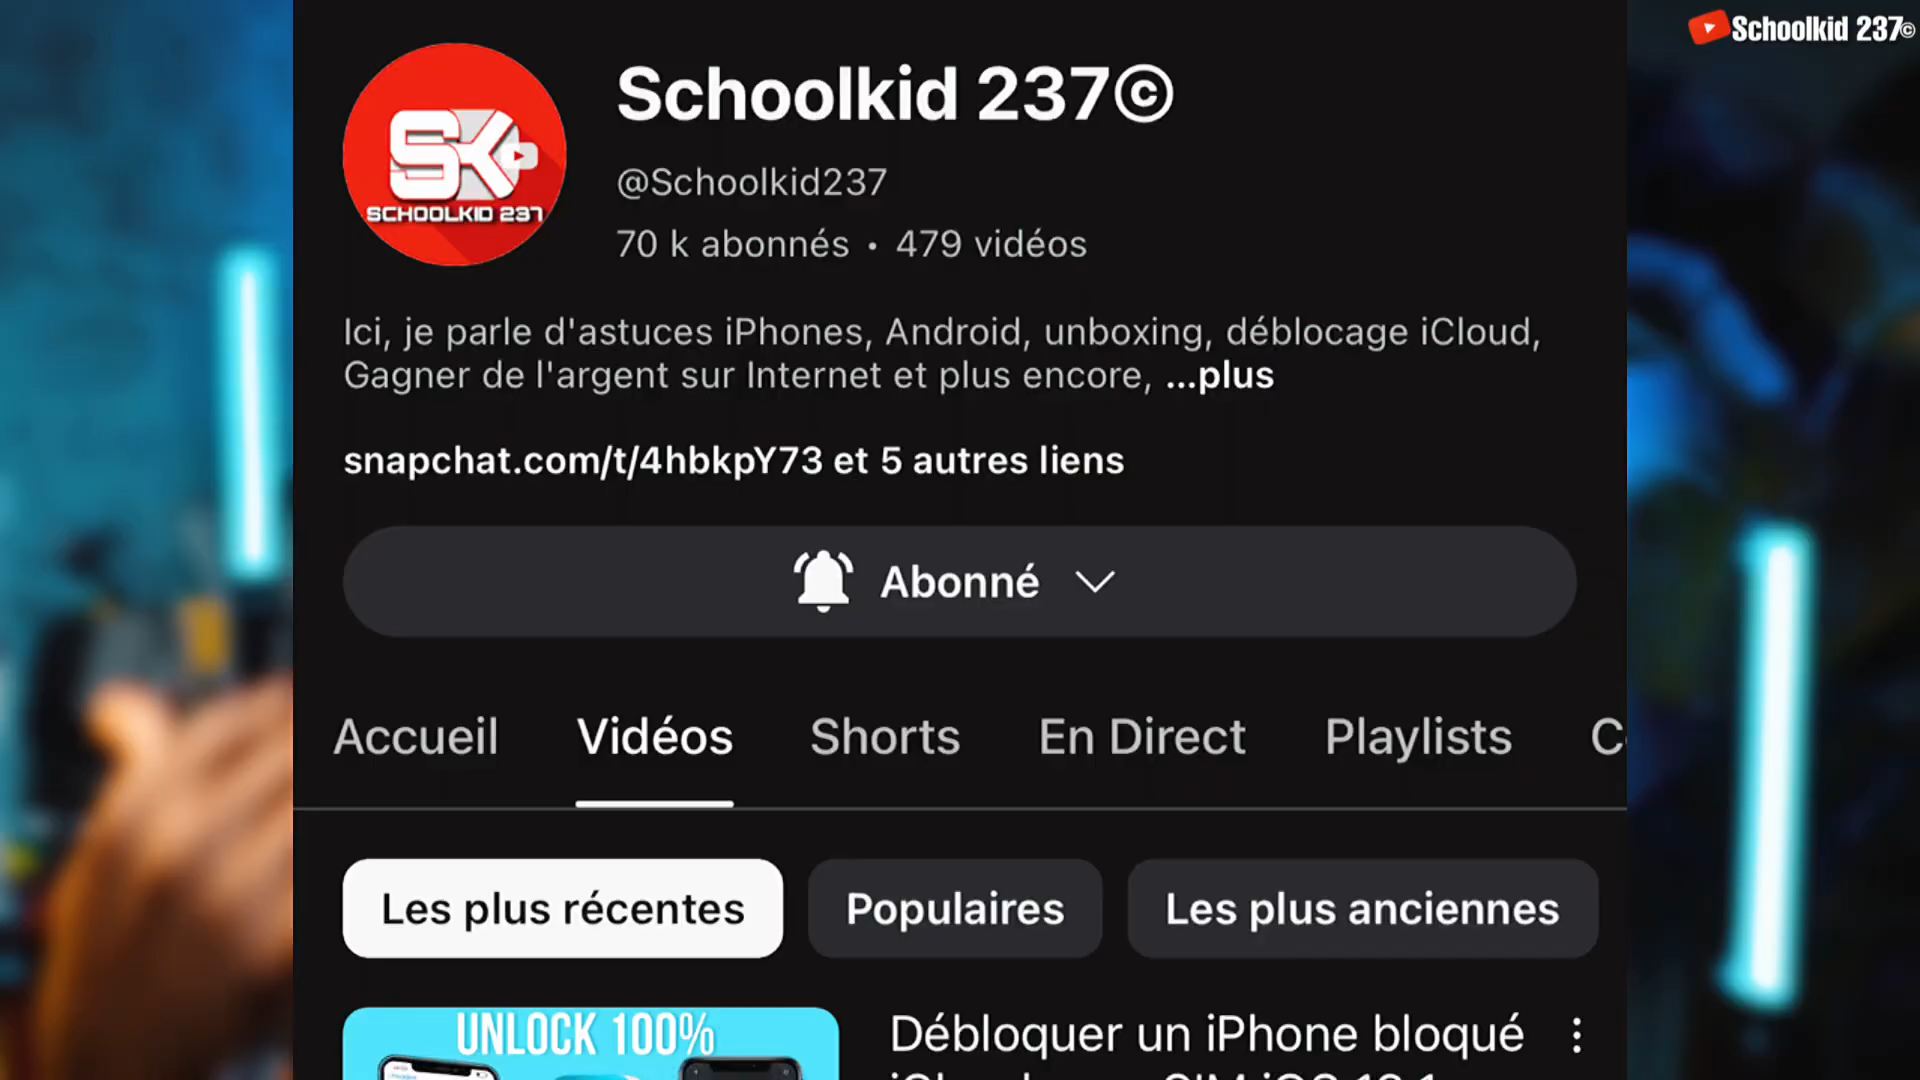 Schoolkid 237©
Schoolkid 237©
SK
SCHOOLKID 237
@Schoolkid237
70 k abonnés • 479 vidéos
Ici, je parle d'astuces iPhones, Android, unboxing, déblocage iCloud,
Gagner de l'argent sur Internet et plus encore, ...plus
snapchat.com/t/4hbkpY73 et 5 autres liens
Abonné
Accueil Vidéos Shorts En Direct Playlists
Les plus récentes Populaires Les plus anciennes
UNLOCK 100%
Débloquer un iPhone bloqué